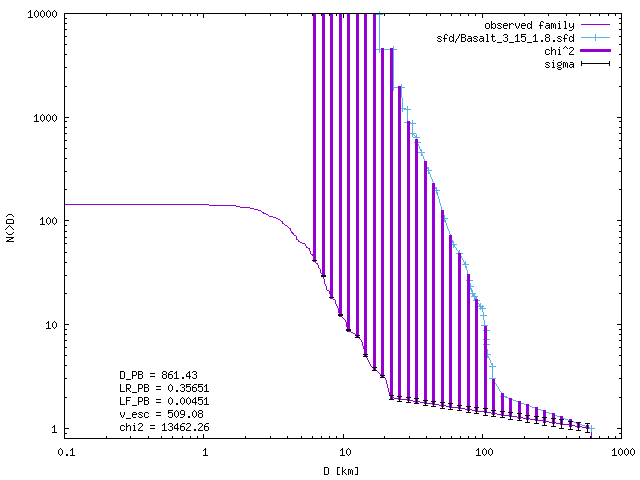 10000
1000
100
10
1
N(>D)
observed family
sfd/Basalt_3_15_1.8.sfd
chi^2
sigma
D_PB = 861.43
LR_PB = 0.35651
LF_PB = 0.00451
v_esc = 509.08
chi2 = 13462.26
0.1 1 10 100 1000
D [km]